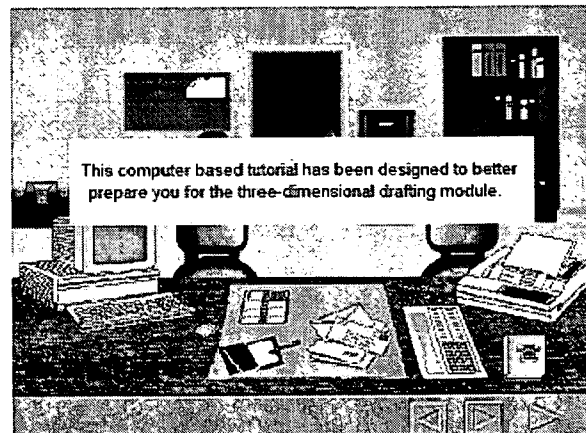 This computer based tutorial has been designed to better
prepare you for the three-dimensional drafting module.